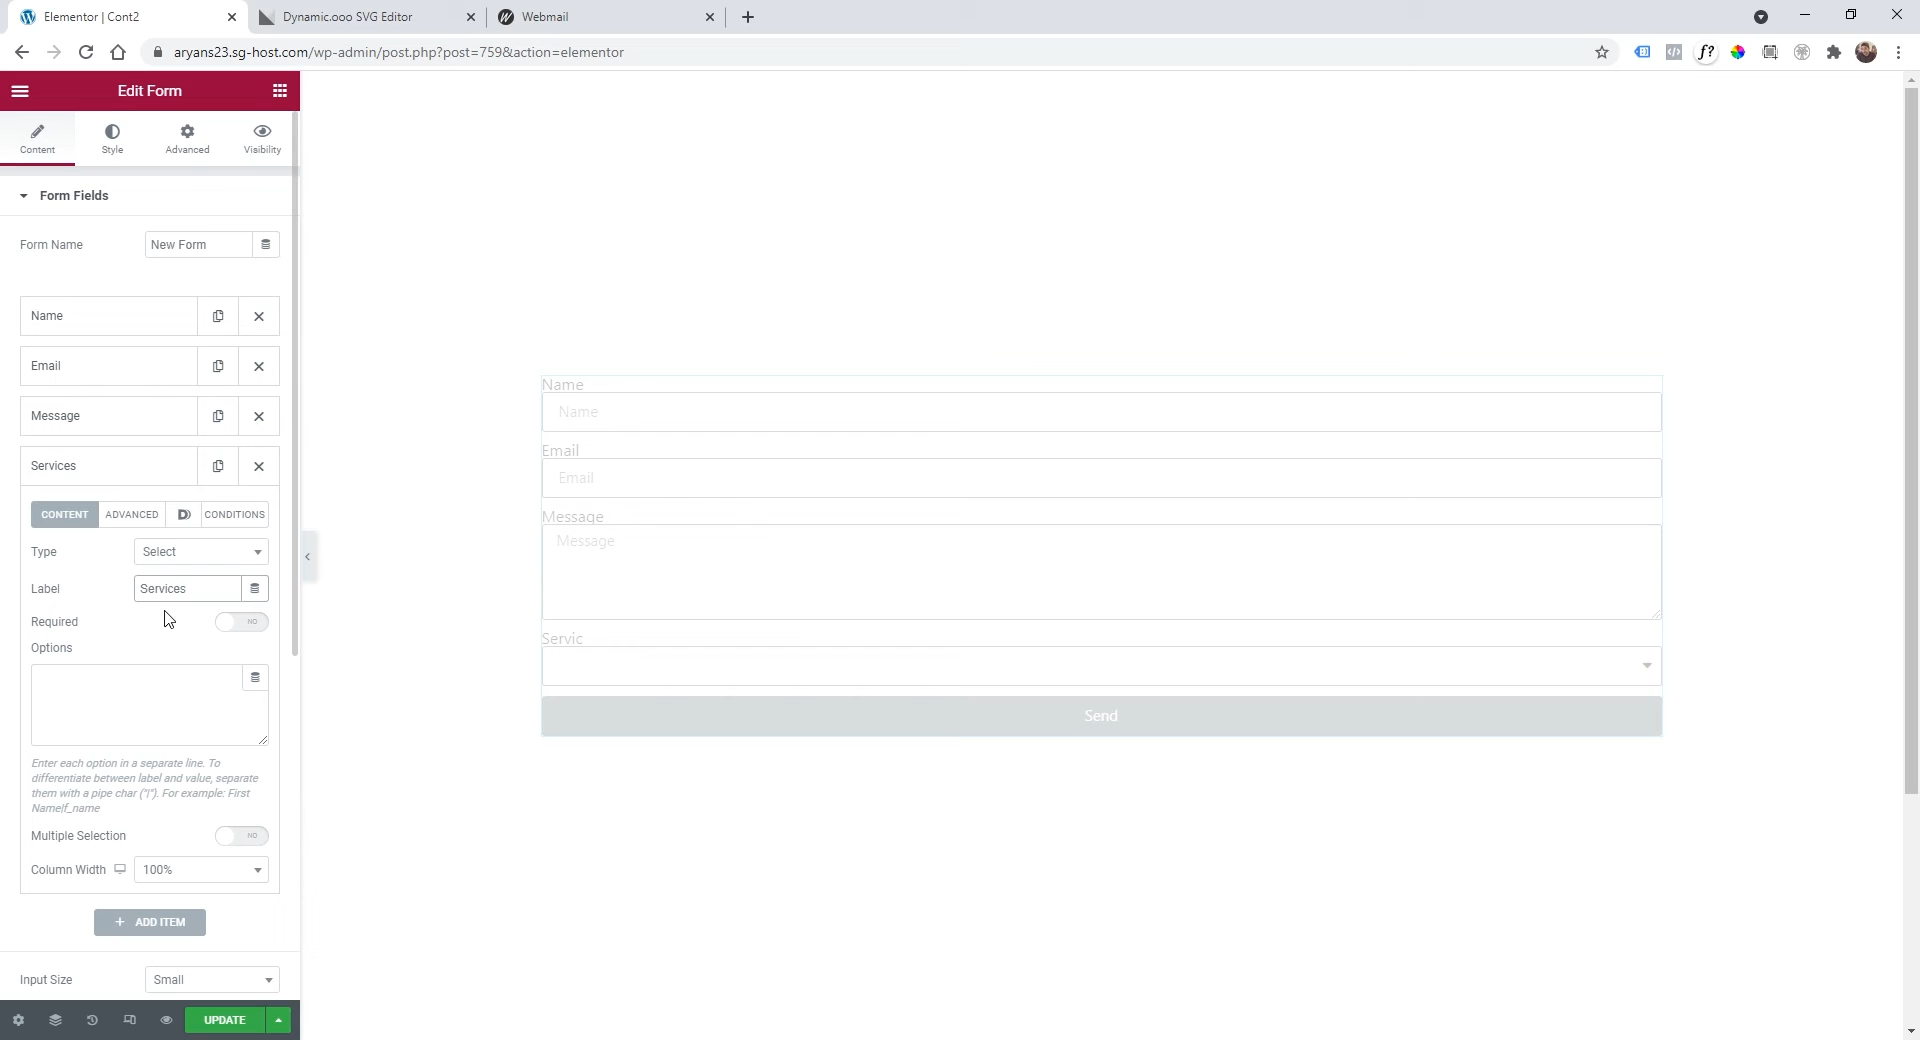 Elementor | Cont2
Dynamic.ooo SVG Editor
Webmail
aryans23.sg-host.com/wp-admin/post.php?post=759&action=elementor
f?
Edit Form
Content
Style
Advanced
Visibility
Form Fields
Form Name
New Form
Name
Email
Message
Services
CONTENT
ADVANCED
CONDITIONS
Type
Select
Label
Services
Required
NO
Options
Enter each option in a separate line. To
differentiate between label and value, separate
them with a pipe char ("|"). For example: First
Name|f_name
Multiple Selection
NO
Column Width
100%
+ ADD ITEM
Input Size
Small
UPDATE
Name
Name
Email
Email
Message
Message
Servic
Send